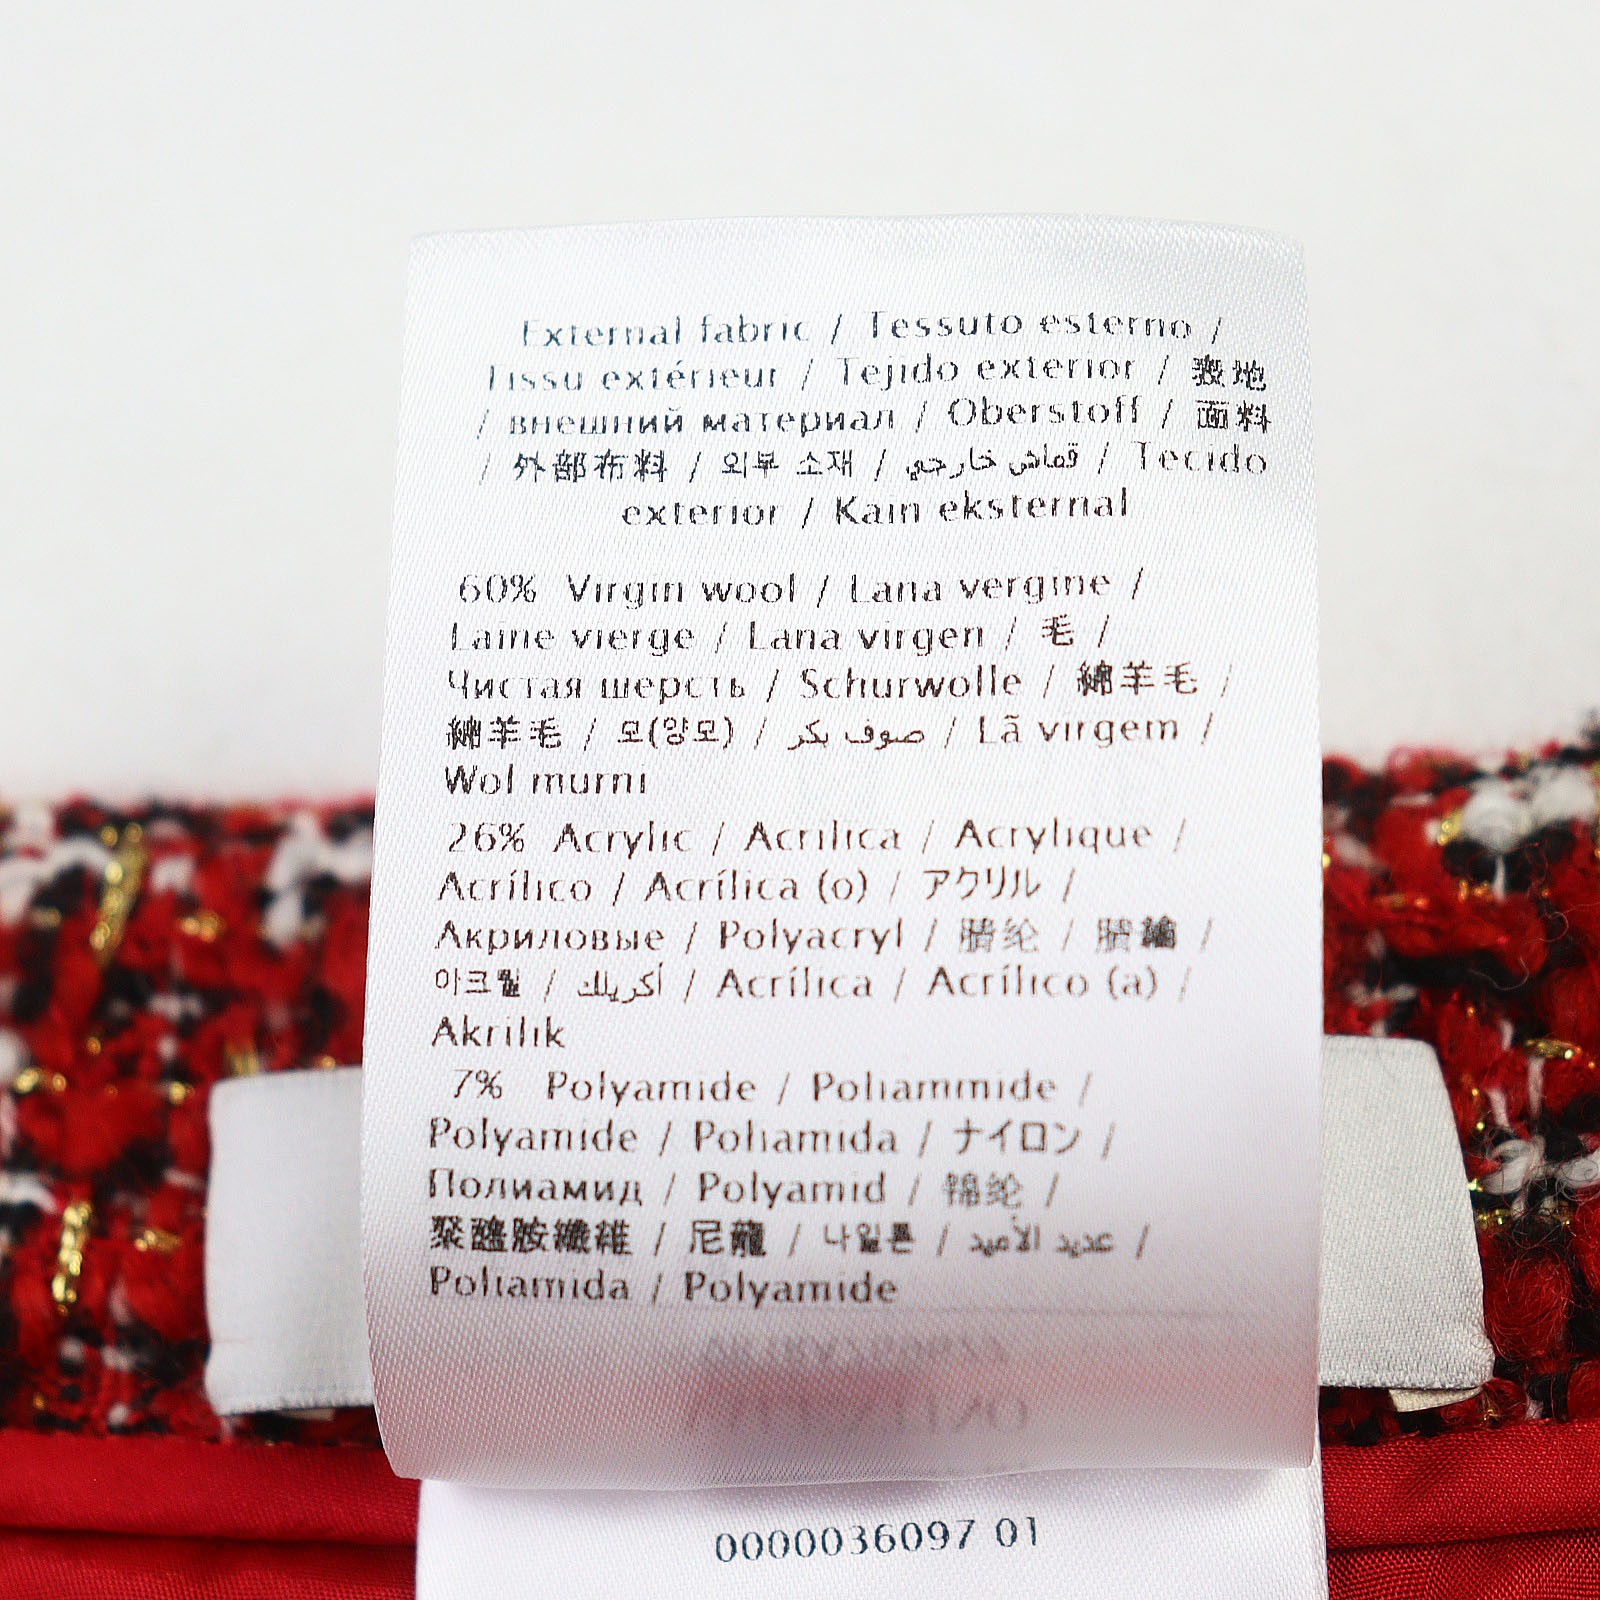 External fabric / Tessuto esterno /
Tissu extérieur / Tejido exterior / 表地
/ внешний материал / Oberstoff / 面料
/ 外部布料 / 외부 소재 / قماش خارجي / Tecido
exterior / Kain eksternal
60% Virgin wool / Lana vergine /
Laine vierge / Lana virgen / 毛 /
Чистая шерсть / Schurwolle / 綿羊毛 /
綿羊毛 / 모(양모) / صوف بكر / Lã virgem /
Wol murni
26% Acrylic / Acrilica / Acrylique /
Acrílico / Acrílica (o) / アクリル /
Акриловые / Polyacryl / 腈纶 / 腈綸 /
아크릴 / أكريلك / Acrílica / Acrílico (a) /
Akrilik
7% Polyamide / Poliammide /
Polyamide / Poliamida / ナイロン /
Полиамид / Polyamid / 锦纶 /
聚醯胺纖維 / 尼龍 / 나일론 / عديد الأميد /
Poliamida / Polyamide
0000036097 01